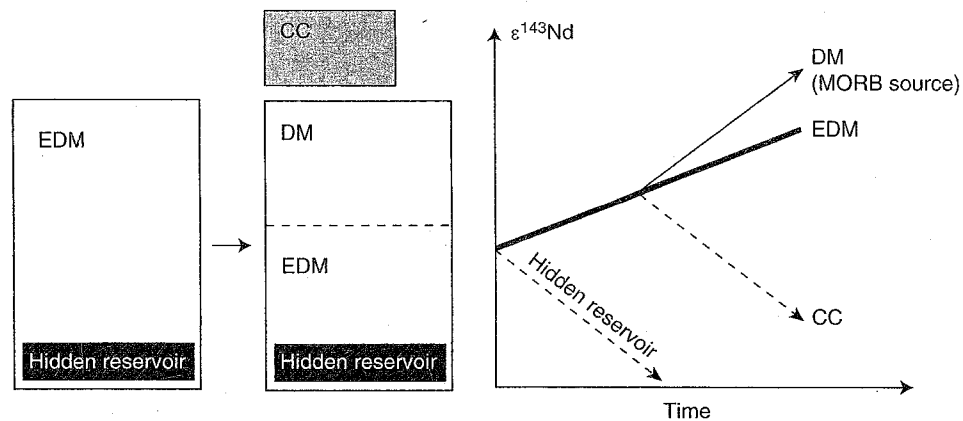 EDM
Hidden reservoir
CC
DM
EDM
Hidden reservoir
ε¹⁴³Nd
DM
(MORB source)
EDM
Hidden reservoir
CC
Time